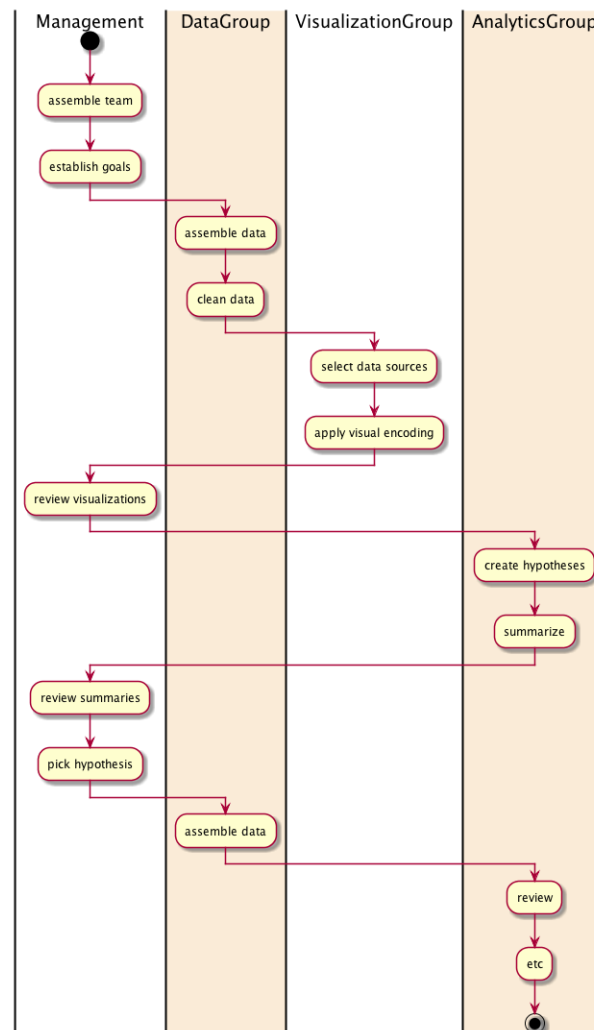 Management
DataGroup
VisualizationGroup
AnalyticsGroup
assemble team
establish goals
assemble data
clean data
select data sources
apply visual encoding
review visualizations
create hypotheses
summarize
review summaries
pick hypothesis
assemble data
review
etc